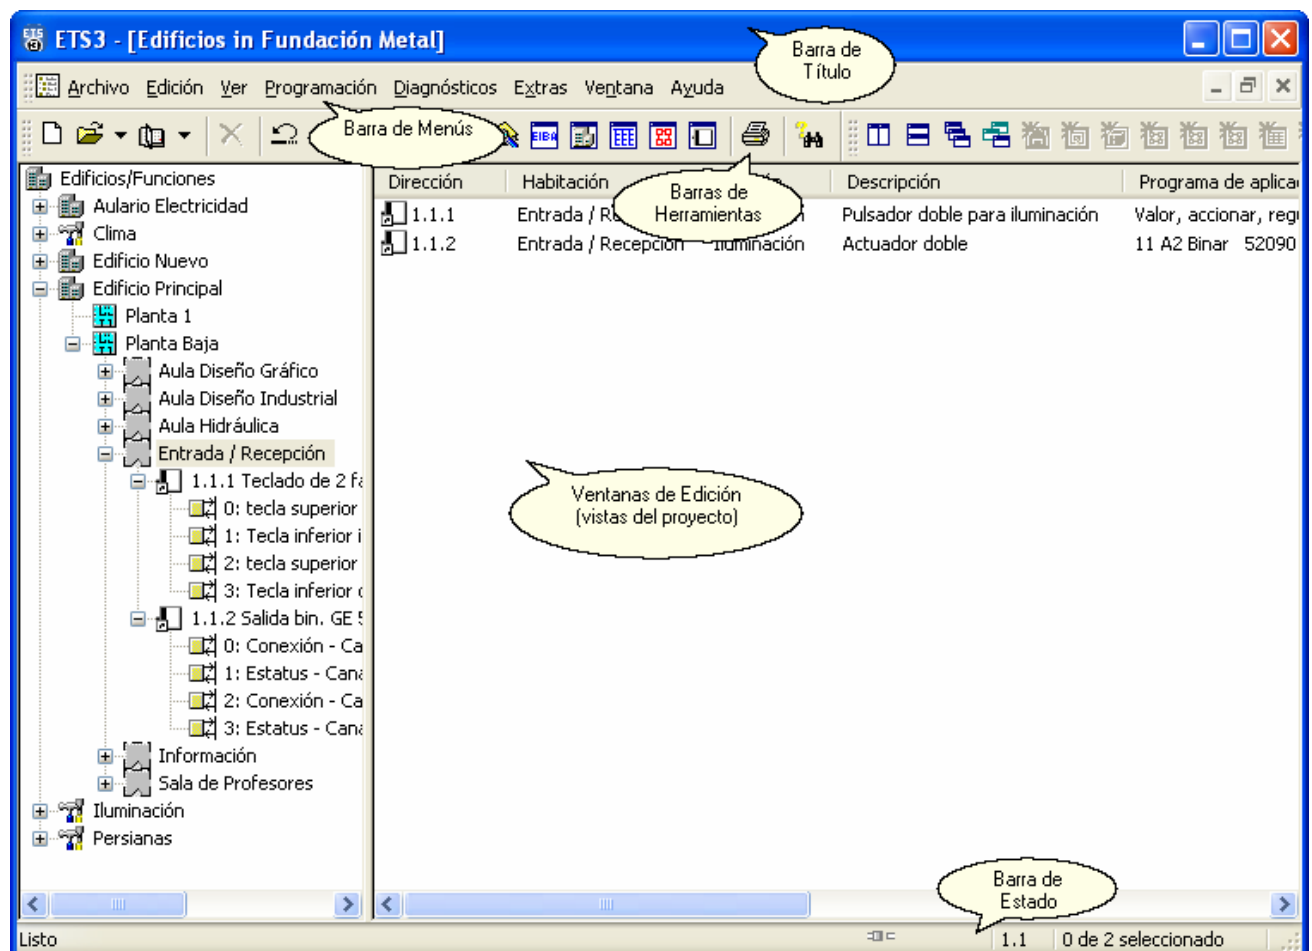 ETS3 - [Edificios in Fundación Metal]
Barra de
Título
Archivo Edición Ver Programación Diagnósticos Extras Ventana Ayuda
Barra de Menús
EIBA
Barras de
Herramientas
Edificios/Funciones
Aulario Electricidad
Clima
Edificio Nuevo
Edificio Principal
Planta 1
Planta Baja
Aula Diseño Gráfico
Aula Diseño Industrial
Aula Hidráulica
Entrada / Recepción
1.1.1 Teclado de 2 fa
0: tecla superior
1: Tecla inferior i
2: tecla superior
3: Tecla inferior
1.1.2 Salida bin. GE
0: Conexión - Ca
1: Estatus - Cana
2: Conexión - Ca
3: Estatus - Cana
Información
Sala de Profesores
Iluminación
Persianas
Dirección Habitación Descripción Programa de aplica
1.1.1 Entrada / R Pulsador doble para iluminación Valor, accionar, regu
1.1.2 Entrada / Recepción Iluminación Actuador doble 11 A2 Binar 52090
Ventanas de Edición
(vistas del proyecto)
Barra de
Estado
Listo 1.1 0 de 2 seleccionado